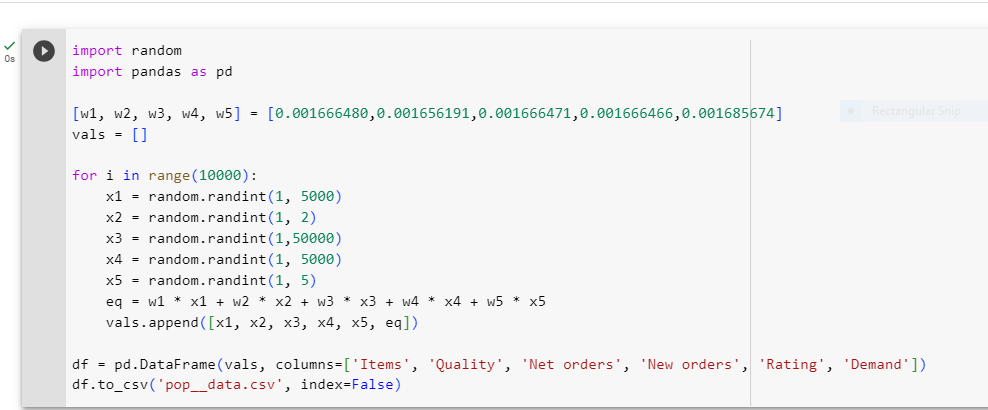 import random
import pandas as pd
[w1, w2, w3, w4, w5] = [0.001666480,0.001656191,0.001666471,0.001666466,0.001685674]
Rectangular Snip
vals = []
0s
for i in range(10000):
    x1 = random.randint(1, 5000)
    x2 = random.randint(1, 2)
    x3 = random.randint(1,50000)
    x4 = random.randint(1, 5000)
    x5 = random.randint(1, 5)
    eq = w1 * x1 + w2 * x2 + w3 * x3 + w4 * x4 + w5 * x5
    vals.append([x1, x2, x3, x4, x5, eq])
df = pd.DataFrame(vals, columns=['Items', 'Quality', 'Net orders', 'New orders', 'Rating', 'Demand'])
df.to_csv('pop__data.csv', index=False)